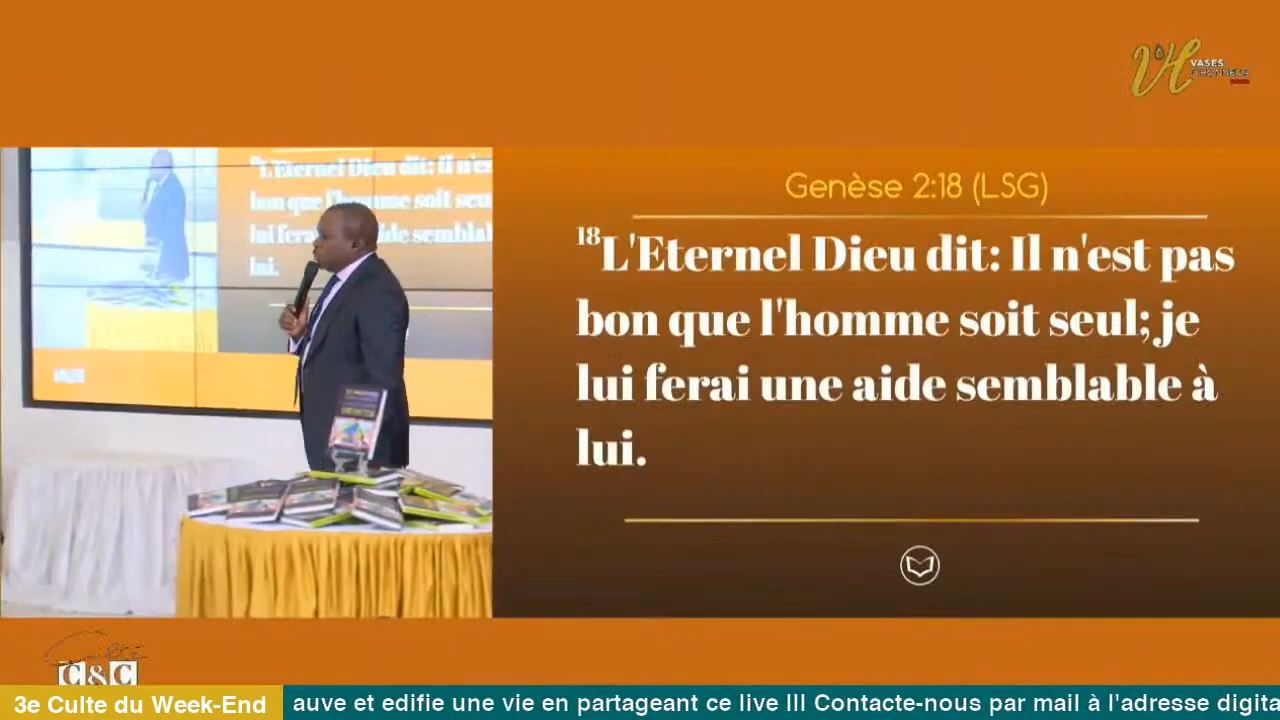 VASES
D'HONNEUR
Genèse 2:18 (LSG)
18L'Eternel Dieu dit: Il n'est pas
bon que l'homme soit seul; je
lui ferai une aide semblable à
lui.
Culte
C&C
3e Culte du Week-End
auve et edifie une vie en partageant ce live III Contacte-nous par mail à l'adresse digita